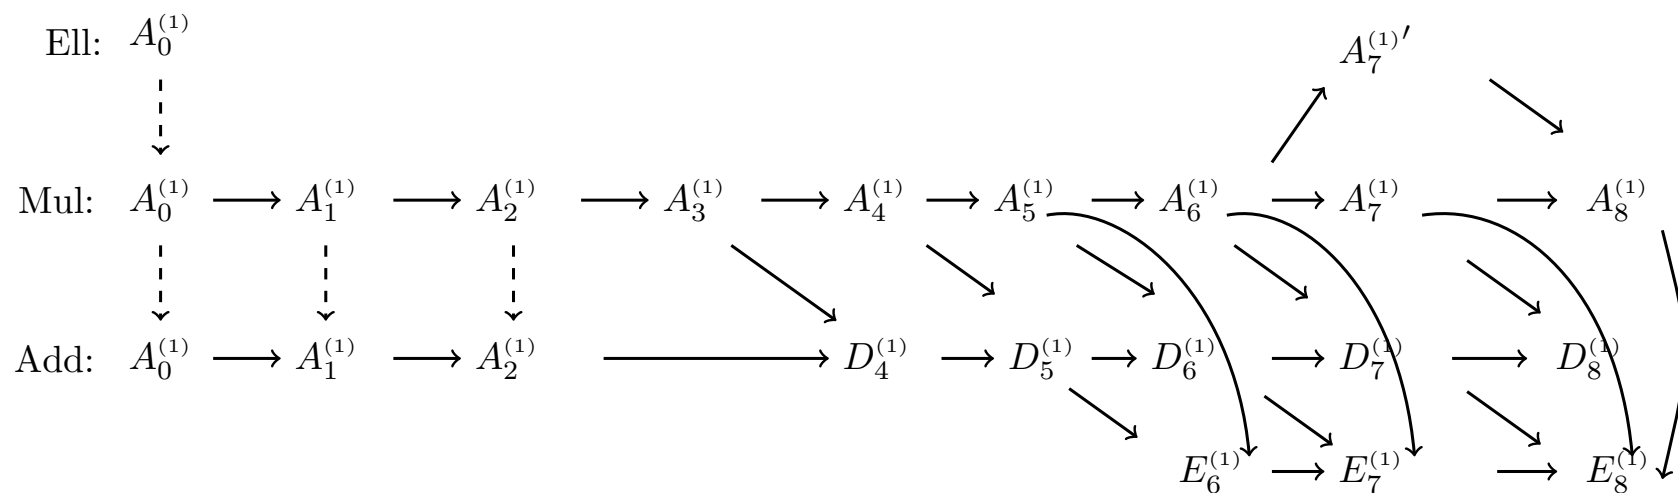 Ell: A_0^{(1)} A_7^{(1)'}
Mul: A_0^{(1)} A_1^{(1)} A_2^{(1)} A_3^{(1)} A_4^{(1)} A_5^{(1)} A_6^{(1)} A_7^{(1)} A_8^{(1)}
Add: A_0^{(1)} A_1^{(1)} A_2^{(1)} D_4^{(1)} D_5^{(1)} D_6^{(1)} D_7^{(1)} D_8^{(1)}
E_6^{(1)} E_7^{(1)} E_8^{(1)}